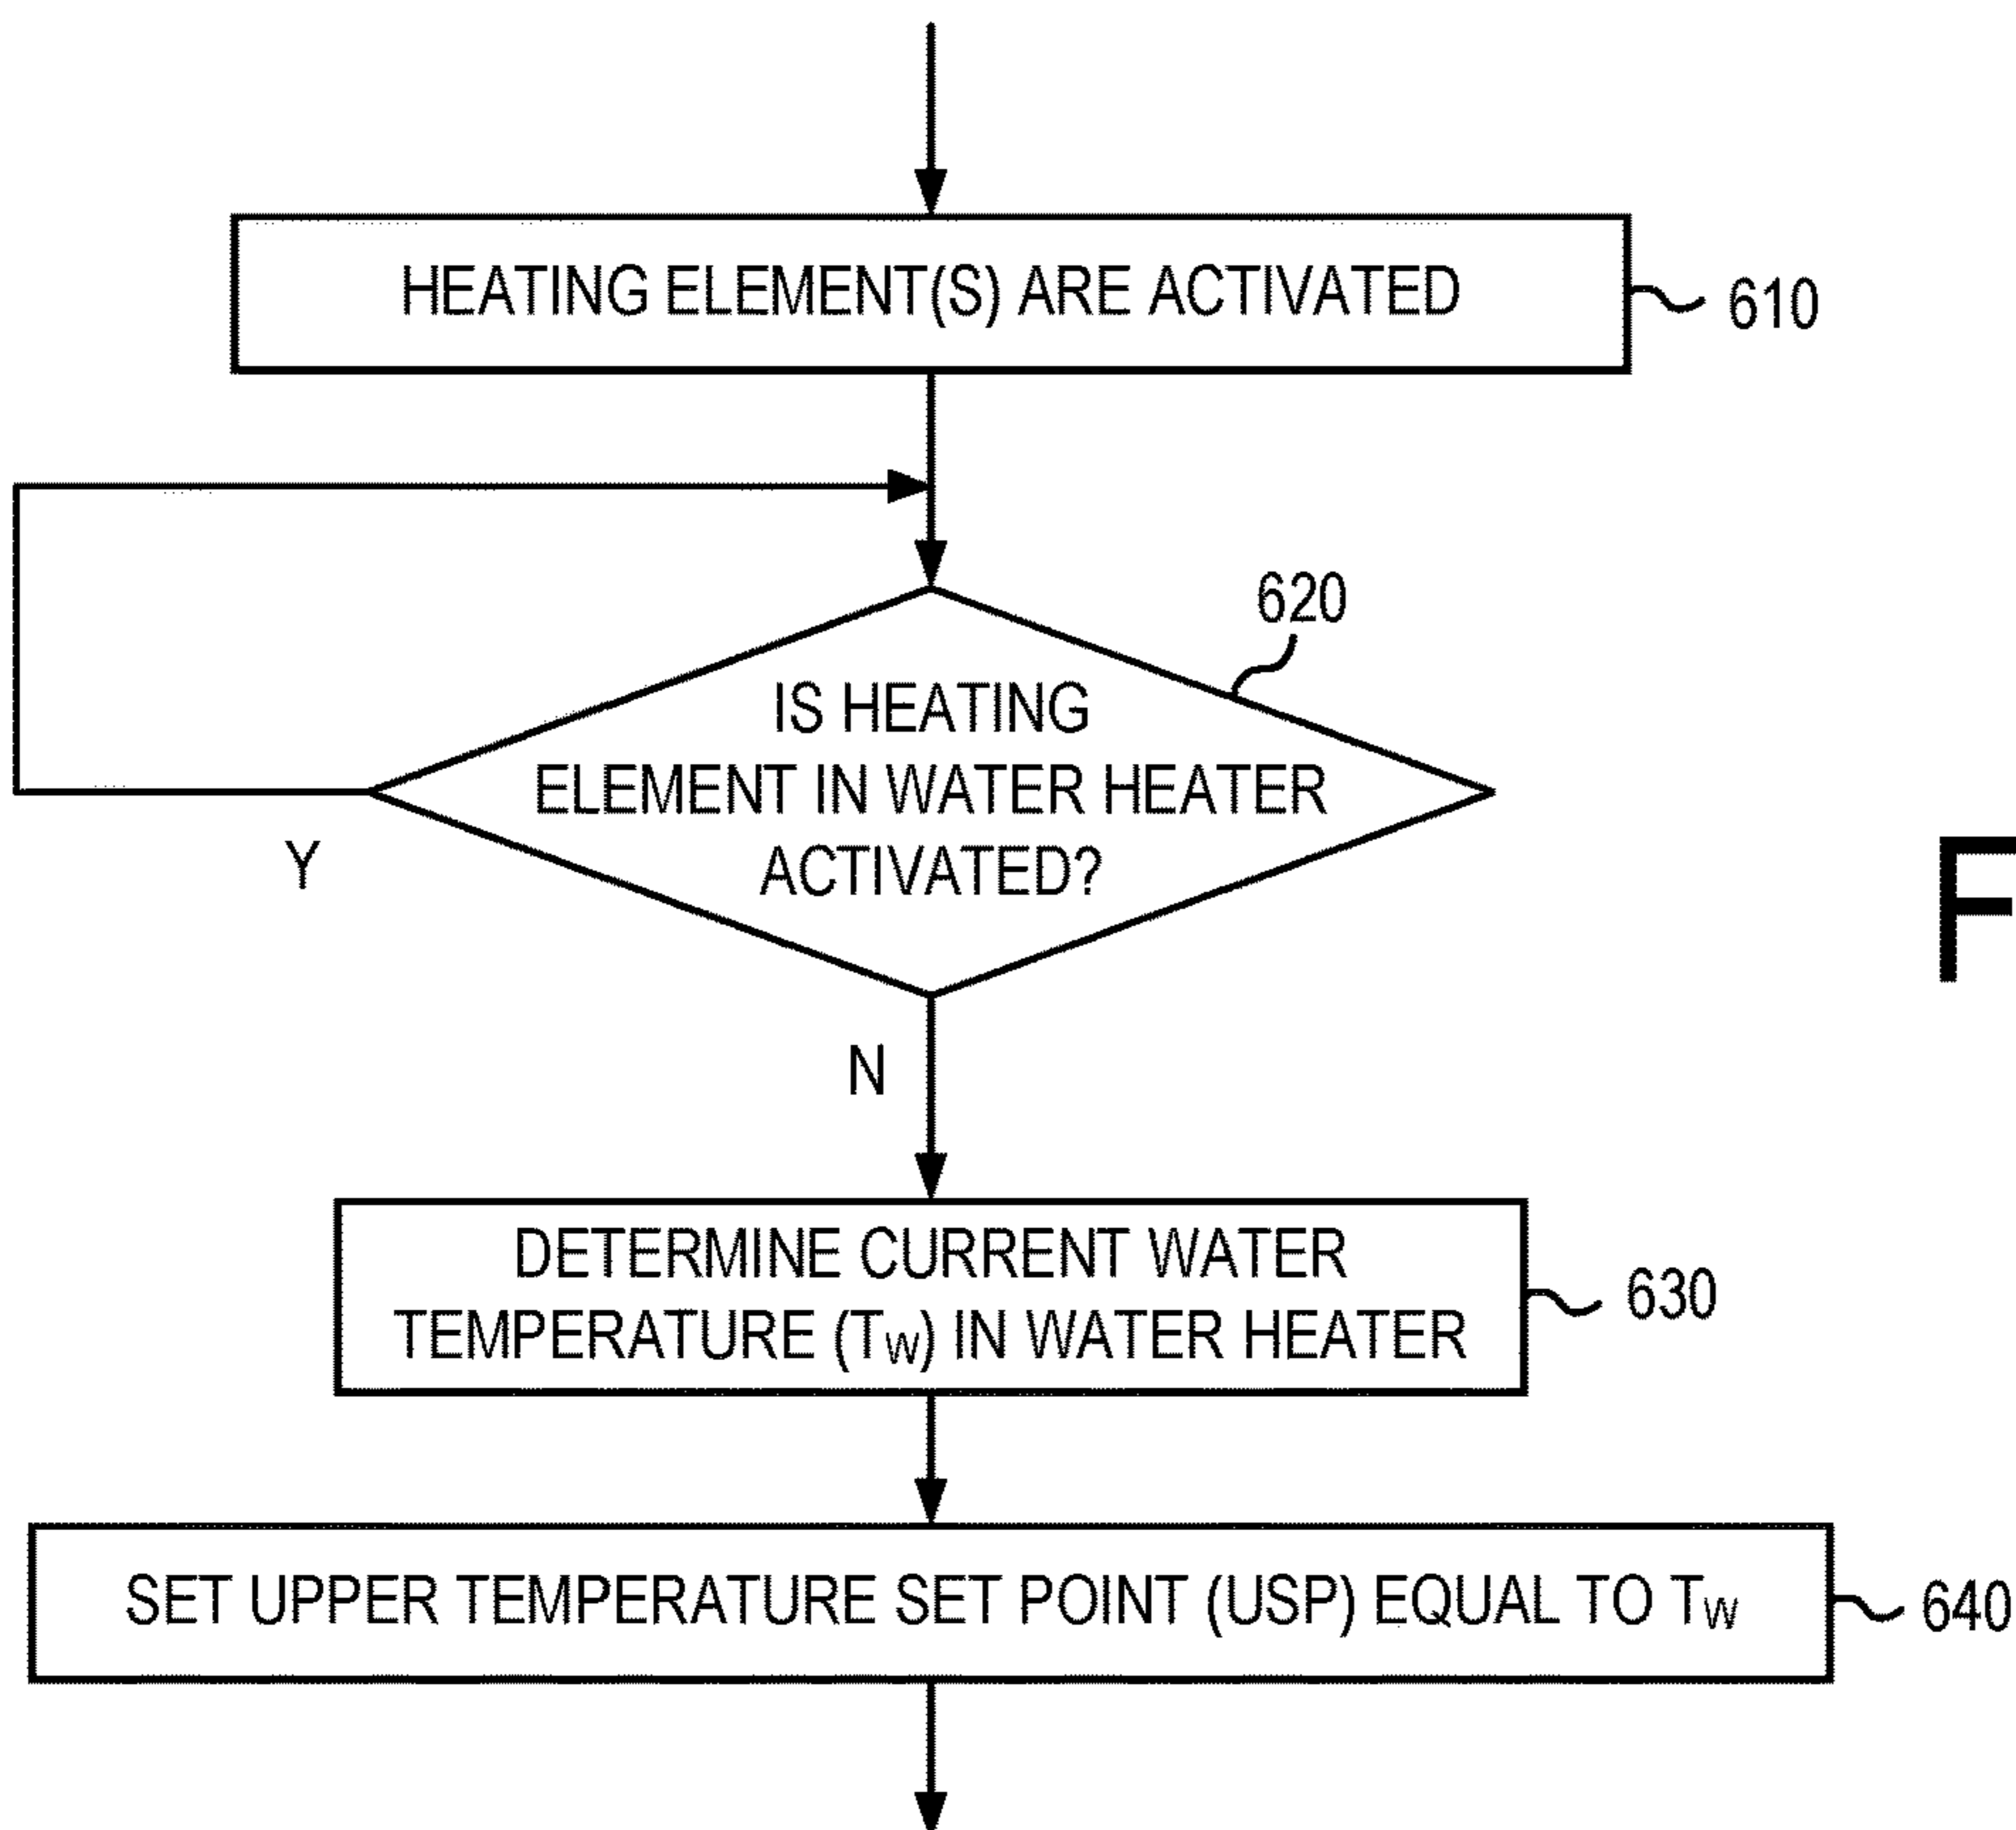 HEATING ELEMENT(S) ARE ACTIVATED
610
620
IS HEATING
ELEMENT IN WATER HEATER
ACTIVATED?
Y
F
N
DETERMINE CURRENT WATER
TEMPERATURE (TW) IN WATER HEATER
630
SET UPPER TEMPERATURE SET POINT (USP) EQUAL TO TW
640